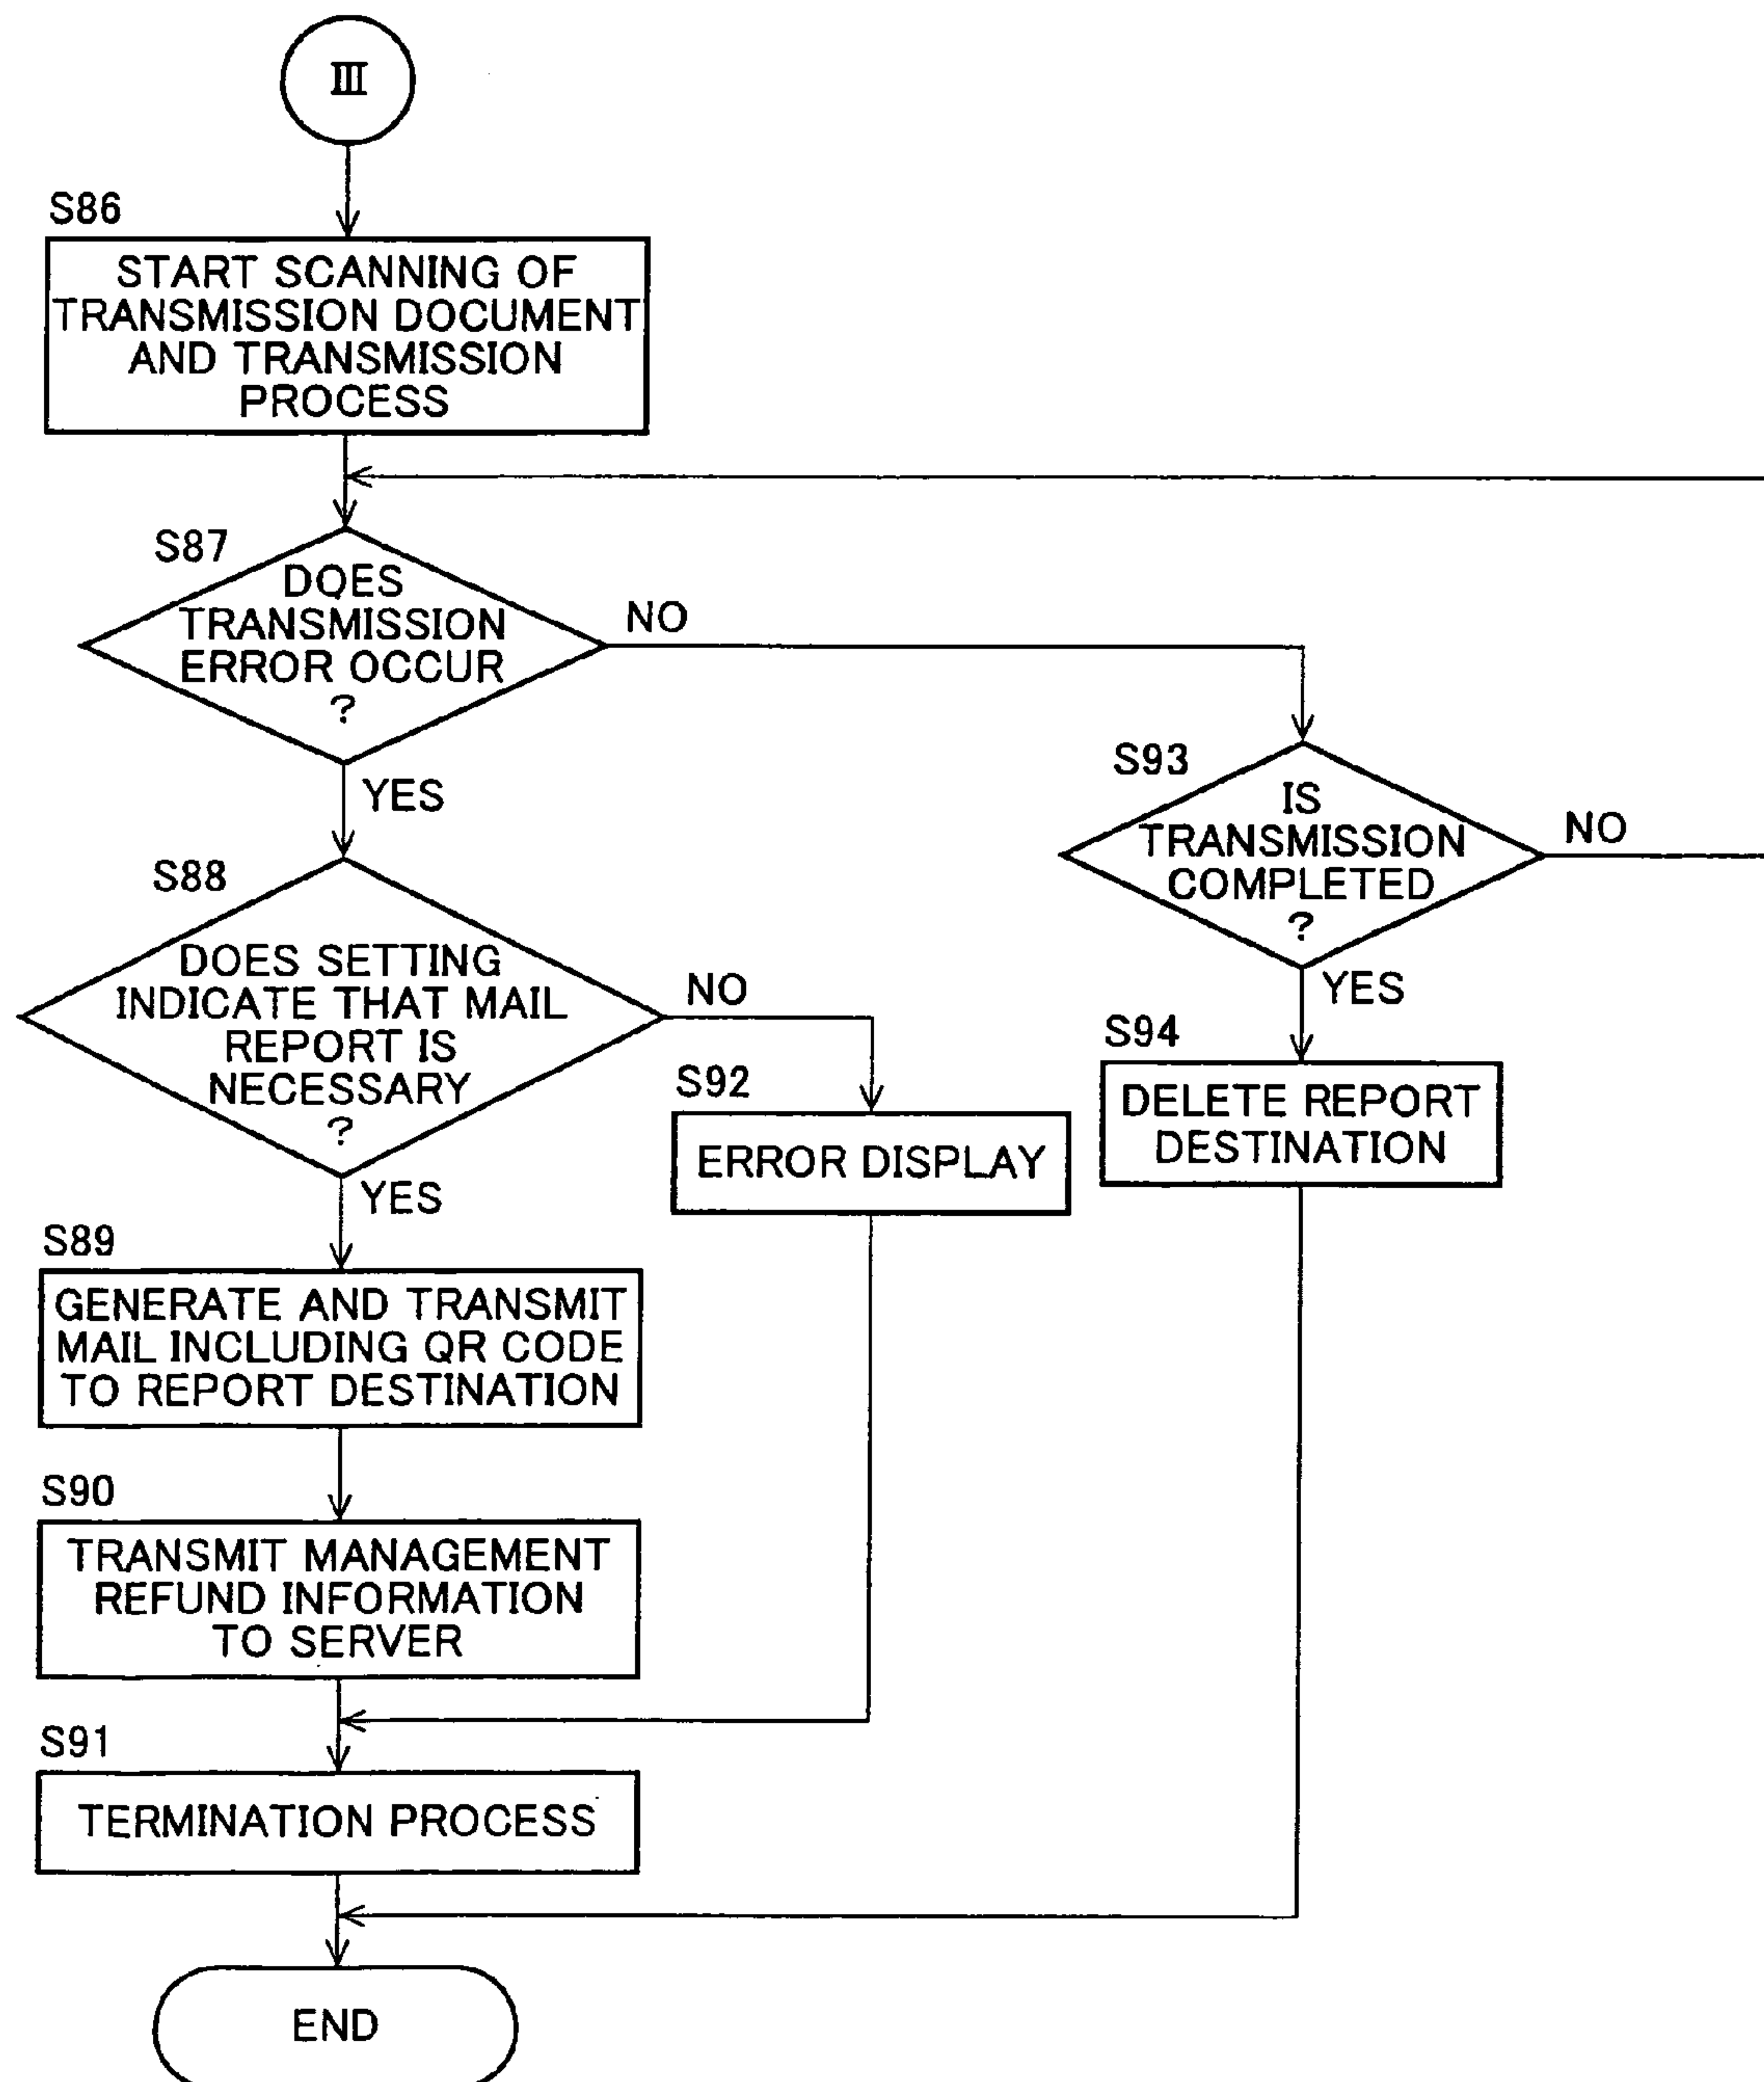 III
S86
START SCANNING OF
TRANSMISSION DOCUMENT
AND TRANSMISSION
PROCESS
S87
DOES
TRANSMISSION
ERROR OCCUR
?
NO
YES
S93
IS
TRANSMISSION
COMPLETED
?
NO
YES
S88
DOES SETTING
INDICATE THAT MAIL
REPORT IS
NECESSARY
?
NO
YES
S92
ERROR DISPLAY
S94
DELETE REPORT
DESTINATION
S89
GENERATE AND TRANSMIT
MAIL INCLUDING QR CODE
TO REPORT DESTINATION
S90
TRANSMIT MANAGEMENT
REFUND INFORMATION
TO SERVER
S91
TERMINATION PROCESS
END